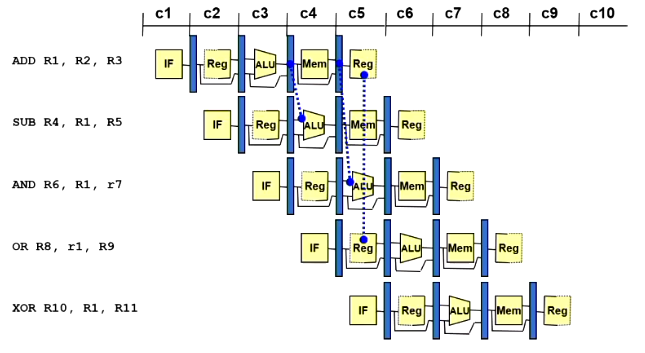 c1 c2 c3 c4 c5 c6 c7 c8 c9 c10
ADD R1, R2, R3 IF Reg ALU Mem Reg
SUB R4, R1, R5 IF Reg ALU Mem Reg
AND R6, R1, r7 IF Reg ALU Mem Reg
OR R8, r1, R9 IF Reg ALU Mem Reg
XOR R10, R1, R11 IF Reg ALU Mem Reg